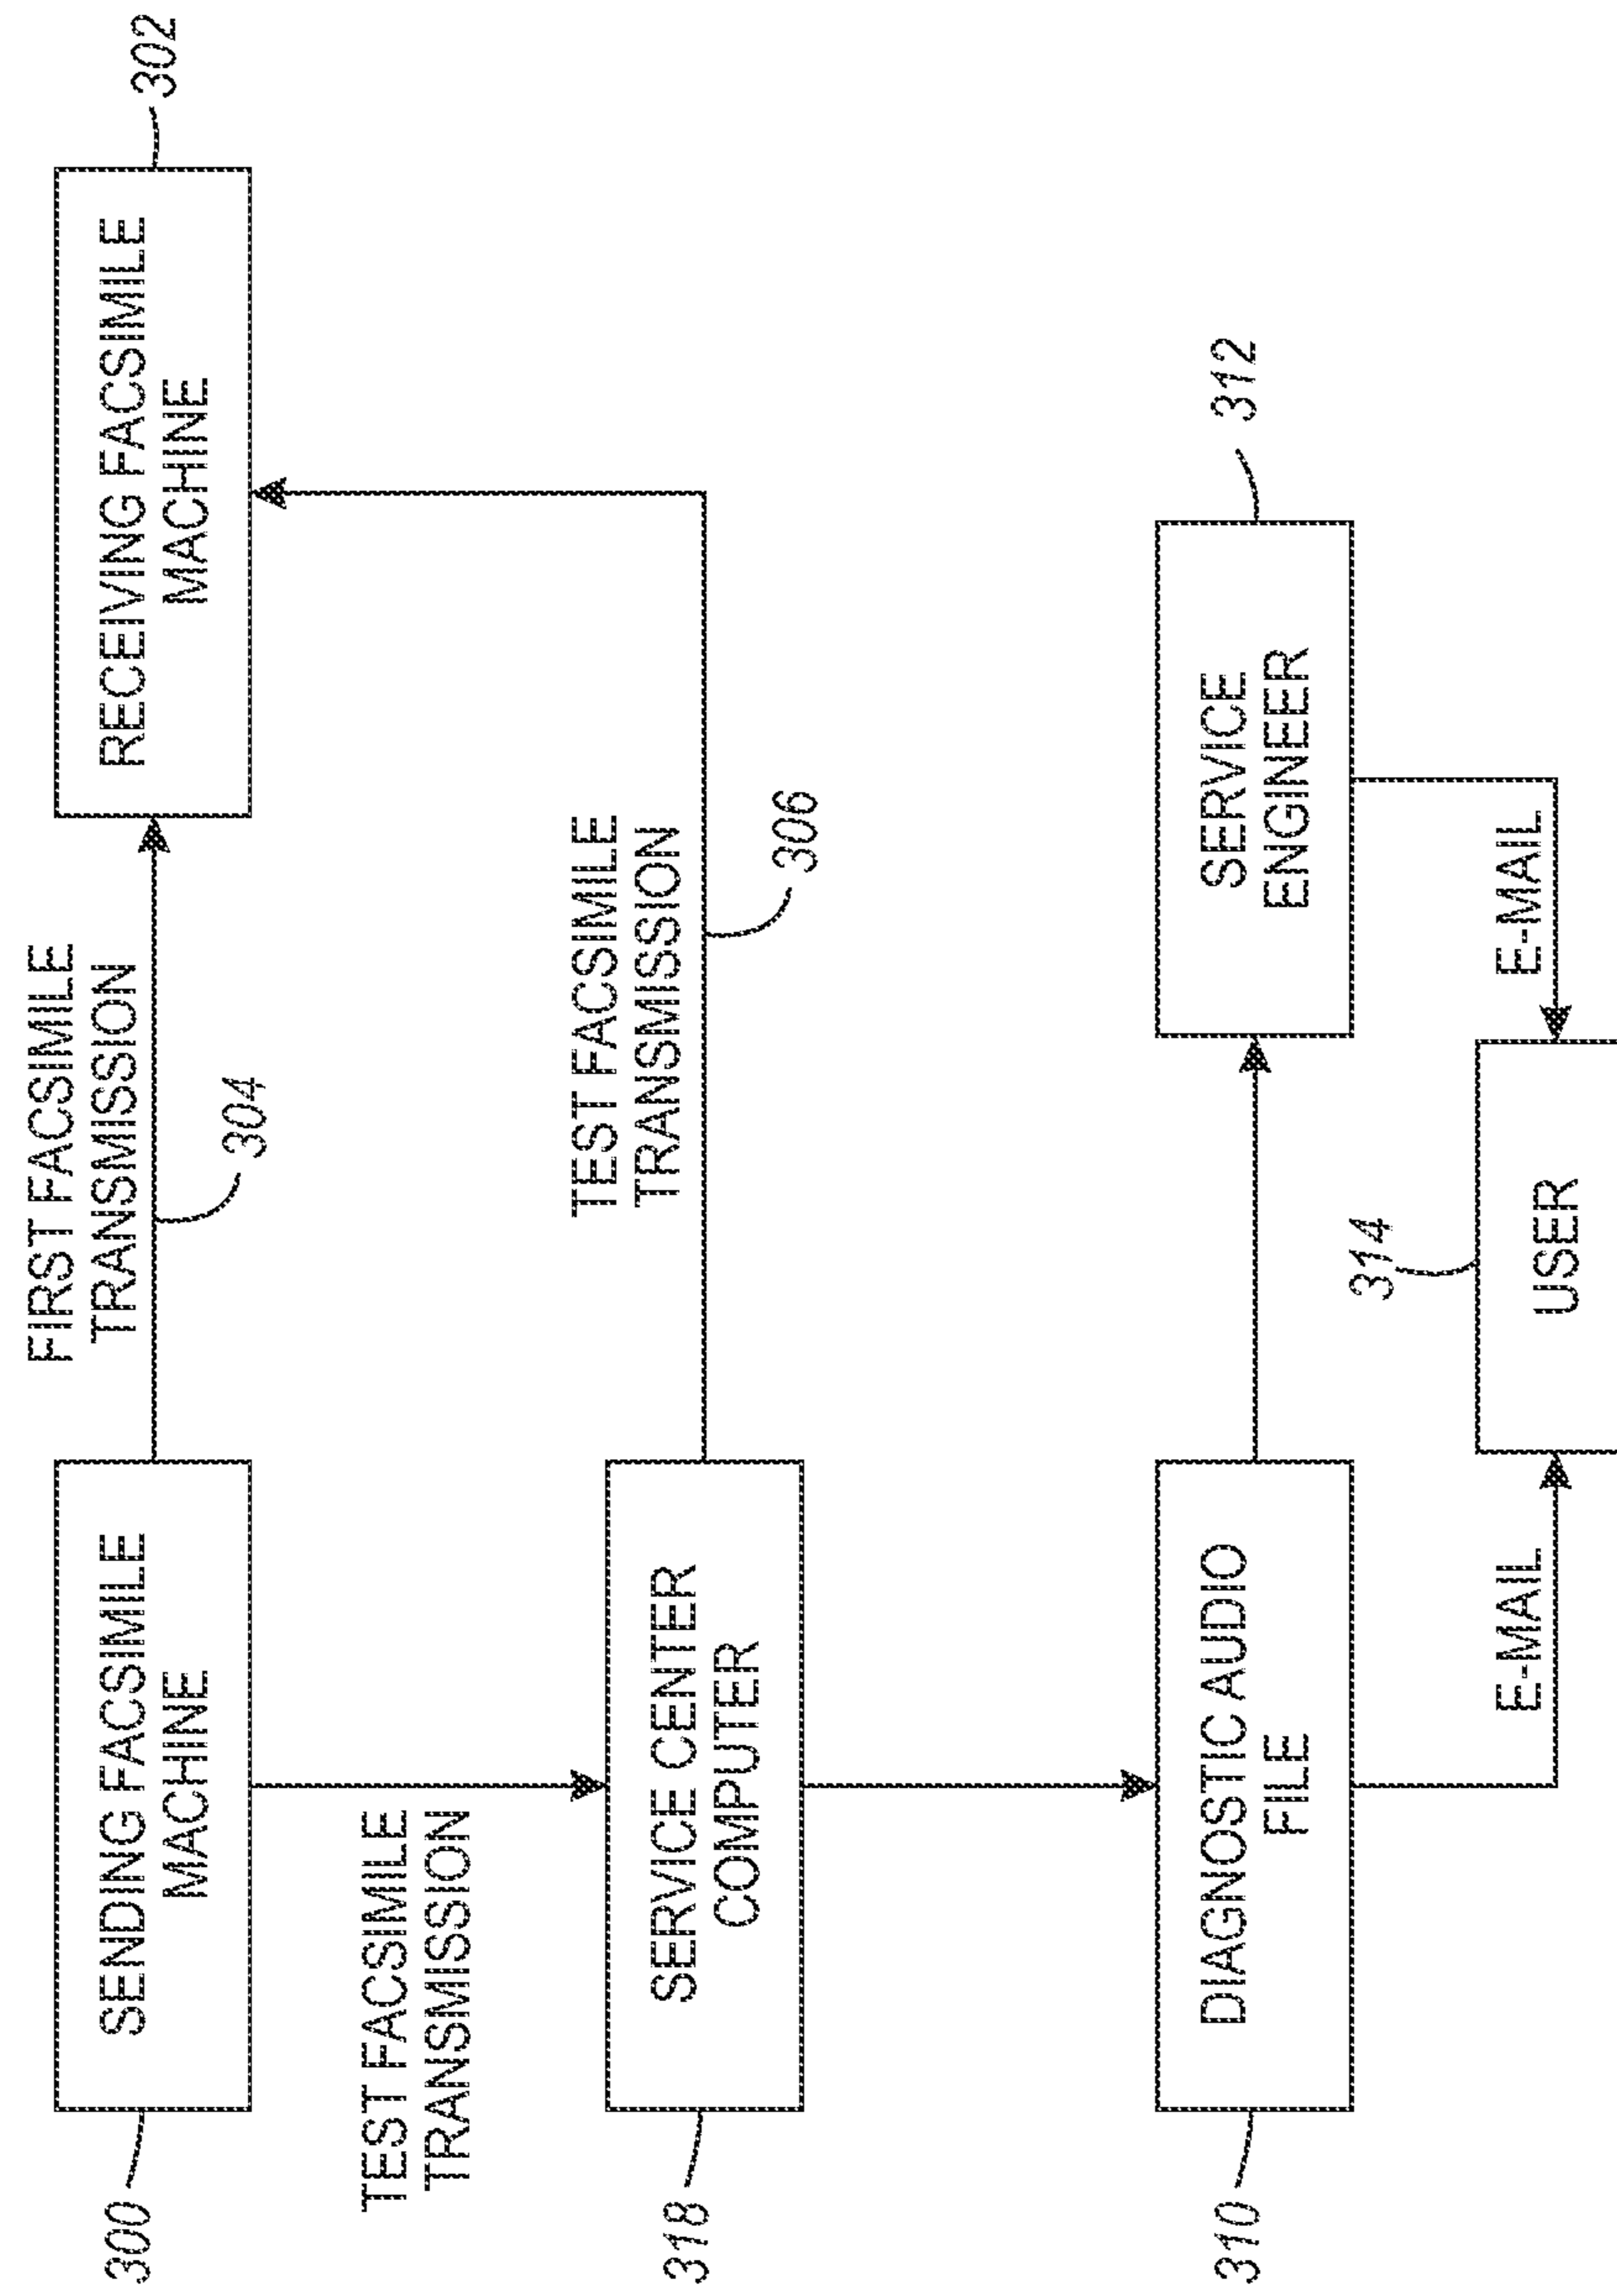 FIRST FACSIMILE
TRANSMISSION
304
300
SENDING FACSIMILE
MACHINE
RECEIVING FACSIMILE
MACHINE
302
TEST FACSIMILE
TRANSMISSION
TEST FACSIMILE
TRANSMISSION
306
318
SERVICE CENTER
COMPUTER
310
DIAGNOSTIC AUDIO
FILE
SERVICE
ENGINEER
312
314
E-MAIL
USER
E-MAIL